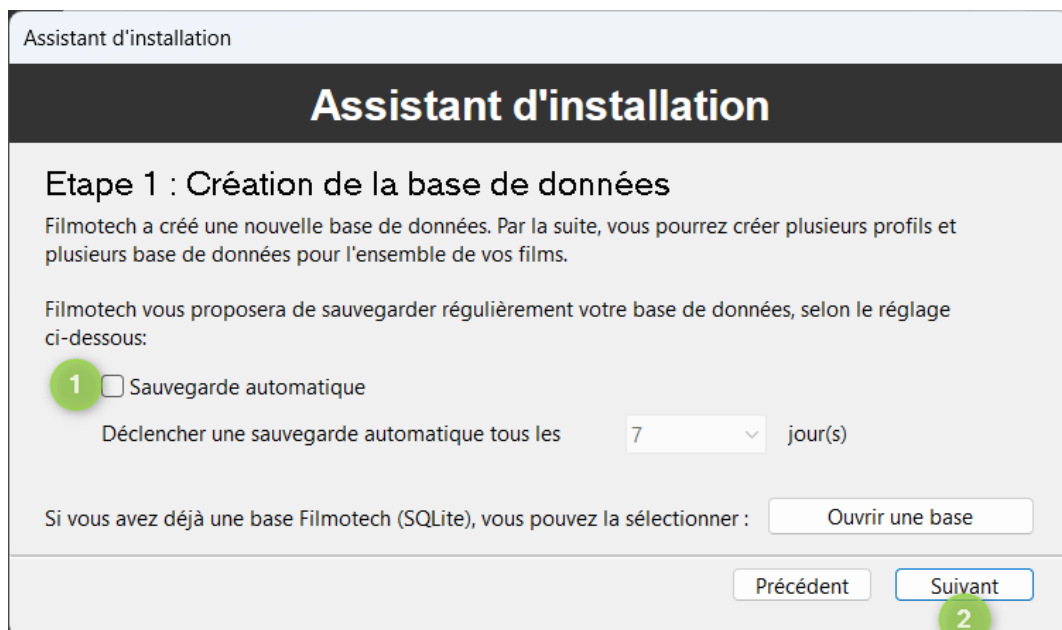 Assistant d'installation
Assistant d'installation
Etape 1 : Création de la base de données
Filmotech a créé une nouvelle base de données. Par la suite, vous pourrez créer plusieurs profils et
plusieurs base de données pour l'ensemble de vos films.
Filmotech vous proposera de sauvegarder régulièrement votre base de données, selon le réglage
ci-dessous:
1 Sauvegarde automatique
Déclencher une sauvegarde automatique tous les 7 jour(s)
Si vous avez déjà une base Filmotech (SQLite), vous pouvez la sélectionner : Ouvrir une base
Précédent Suivant
2